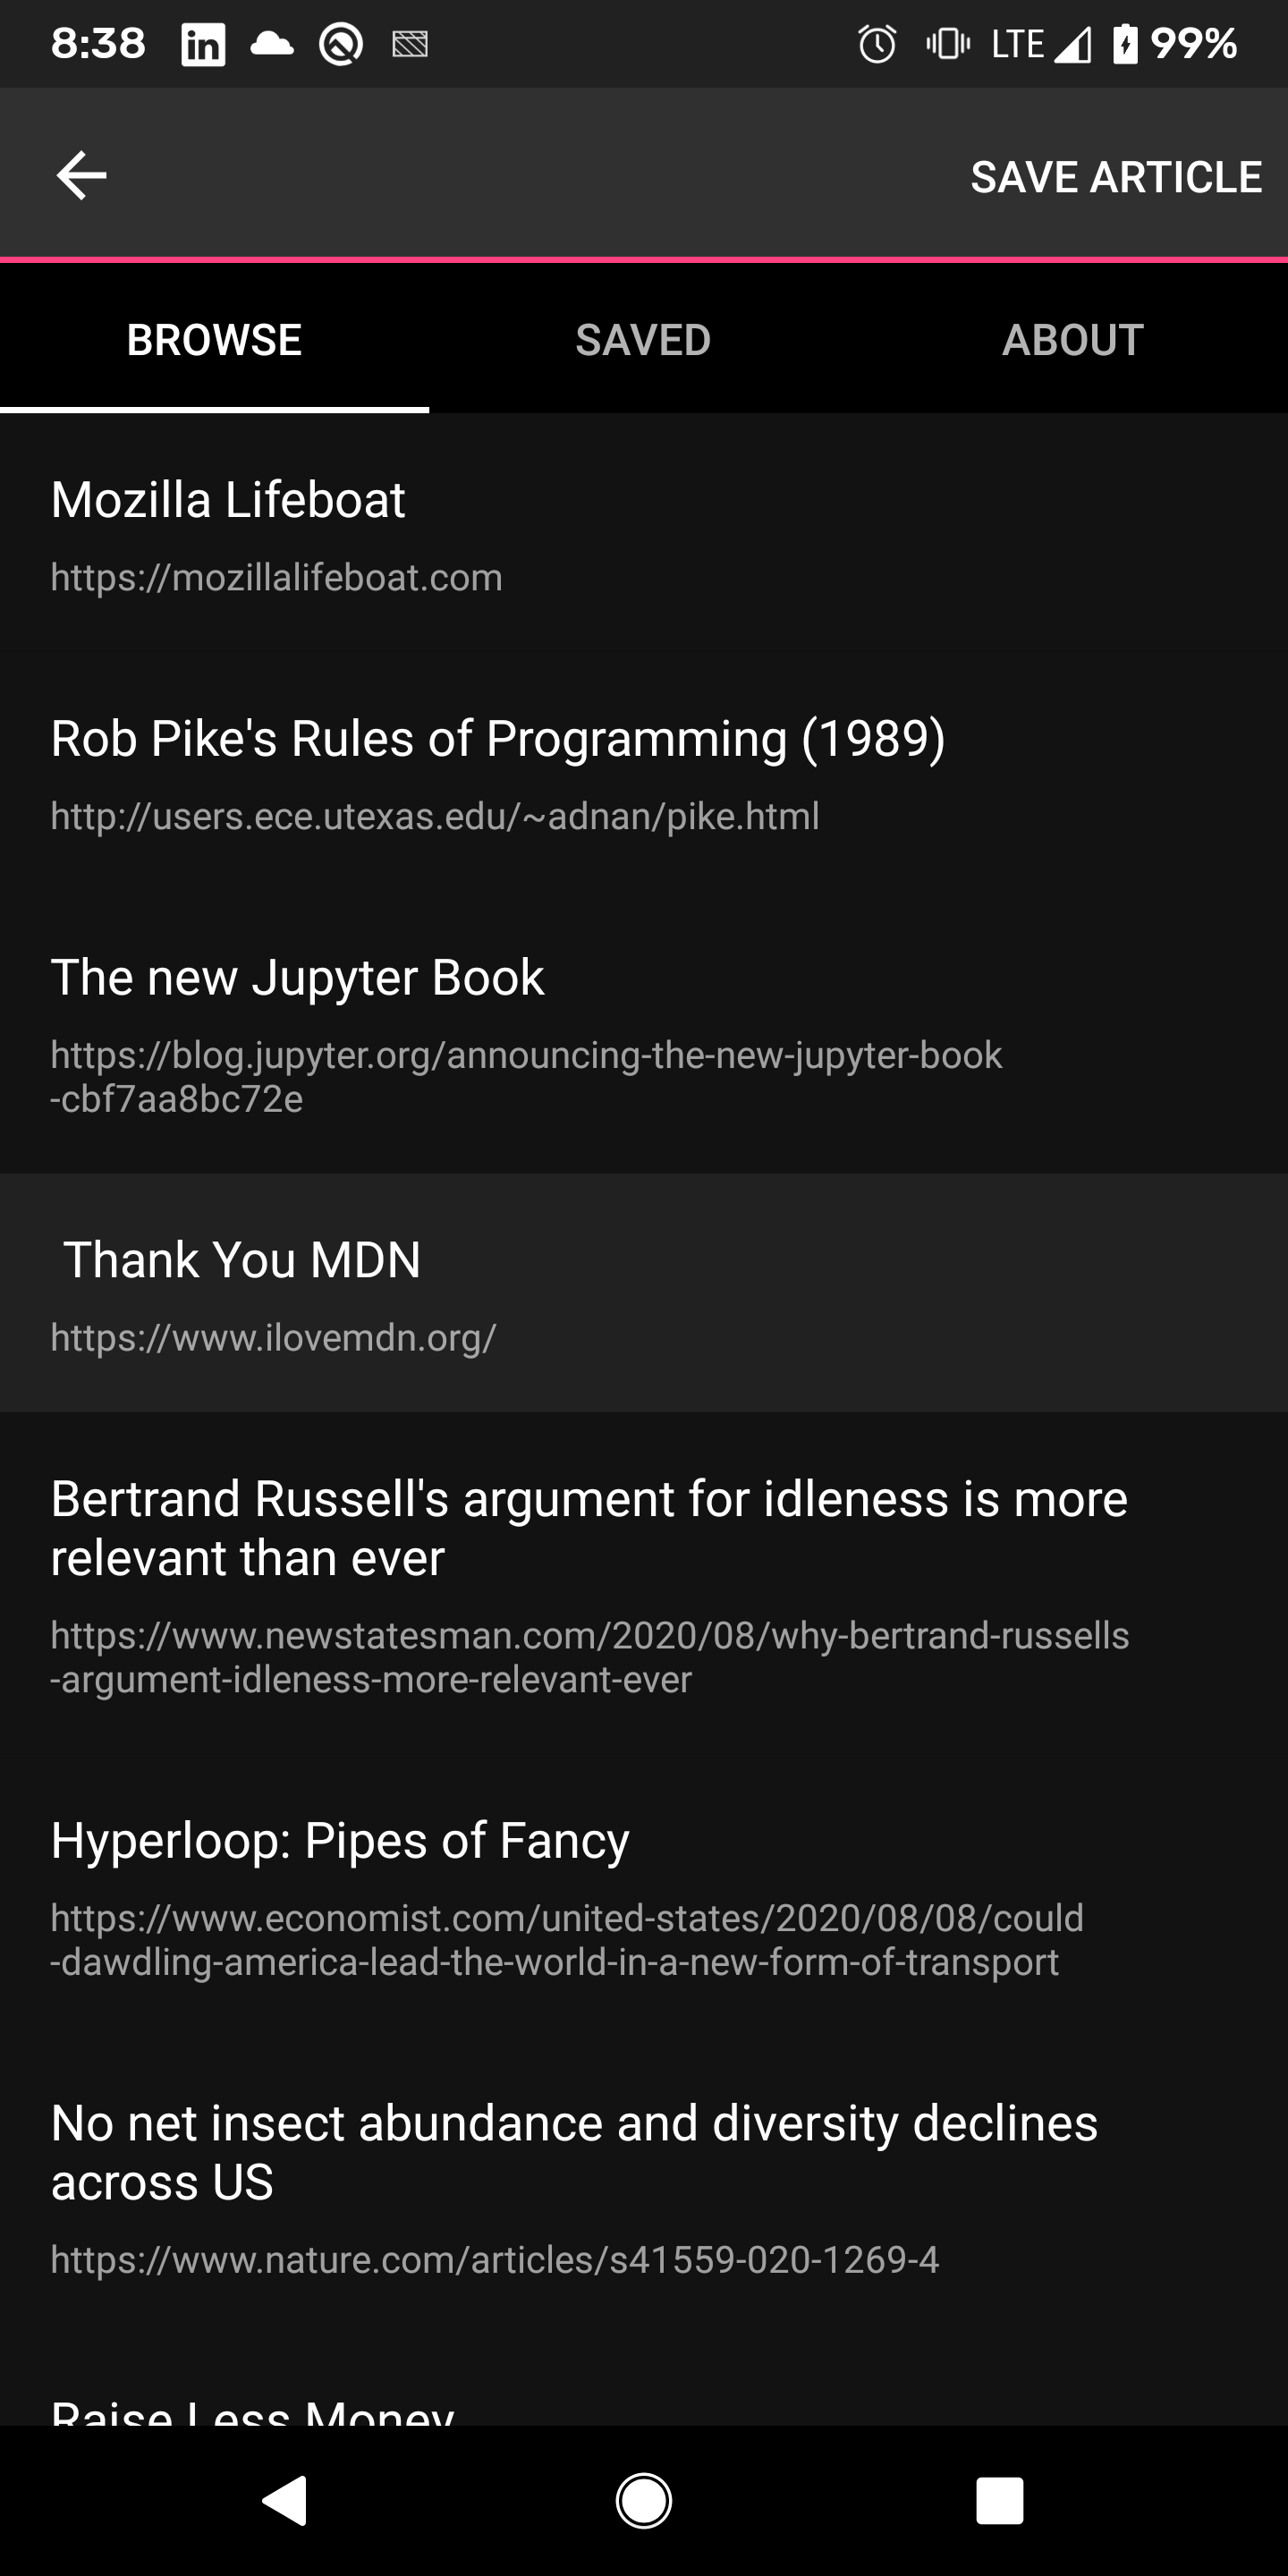 8:38 in LTE 99%
SAVE ARTICLE
BROWSE SAVED ABOUT
Mozilla Lifeboat
https://mozillalifeboat.com
Rob Pike's Rules of Programming (1989)
http://users.ece.utexas.edu/~adnan/pike.html
The new Jupyter Book
https://blog.jupyter.org/announcing-the-new-jupyter-book
-cbf7aa8bc72e
Thank You MDN
https://www.ilovemdn.org/
Bertrand Russell's argument for idleness is more
relevant than ever
https://www.newstatesman.com/2020/08/why-bertrand-russells
-argument-idleness-more-relevant-ever
Hyperloop: Pipes of Fancy
https://www.economist.com/united-states/2020/08/08/could
-dawdling-america-lead-the-world-in-a-new-form-of-transport
No net insect abundance and diversity declines
across US
https://www.nature.com/articles/s41559-020-1269-4
Raise Less Money